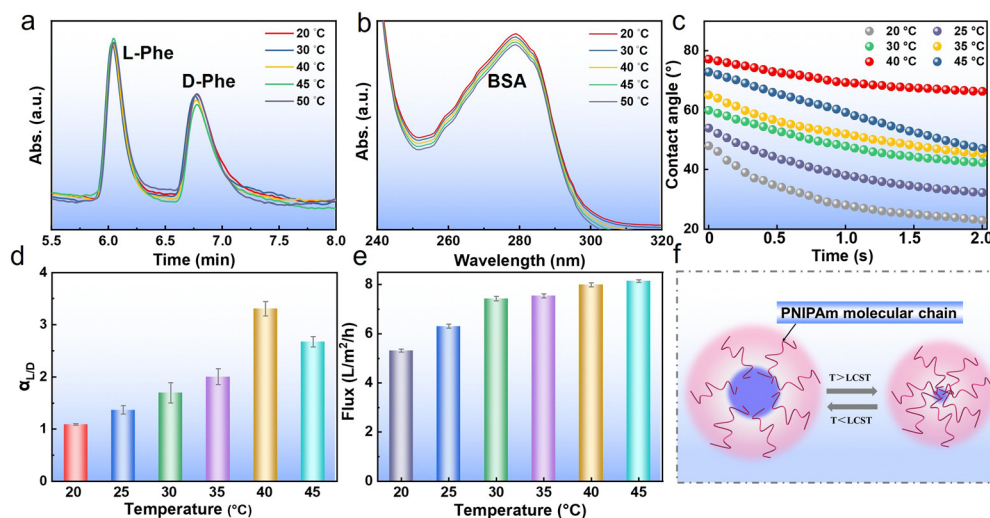 a
L-Phe
D-Phe
20 °C
30 °C
40 °C
45 °C
50 °C
Abs. (a.u.)
5.5 6.0 6.5 7.0 7.5 8.0
Time (min)
b
BSA
20 °C
30 °C
40 °C
45 °C
50 °C
Abs. (a.u.)
240 260 280 300 320
Wavelength (nm)
c
20 °C 25 °C
30 °C 35 °C
40 °C 45 °C
Contact angle (°)
80
60
40
20
0 0.5 1.0 1.5 2.0
Time (s)
d
αL/D
4
3
2
1
0
20 25 30 35 40 45
Temperature (°C)
e
Flux (L/m²/h)
8
6
4
2
0
20 25 30 35 40 45
Temperature (°C)
f
PNIPAm molecular chain
T>LCST
T<LCST